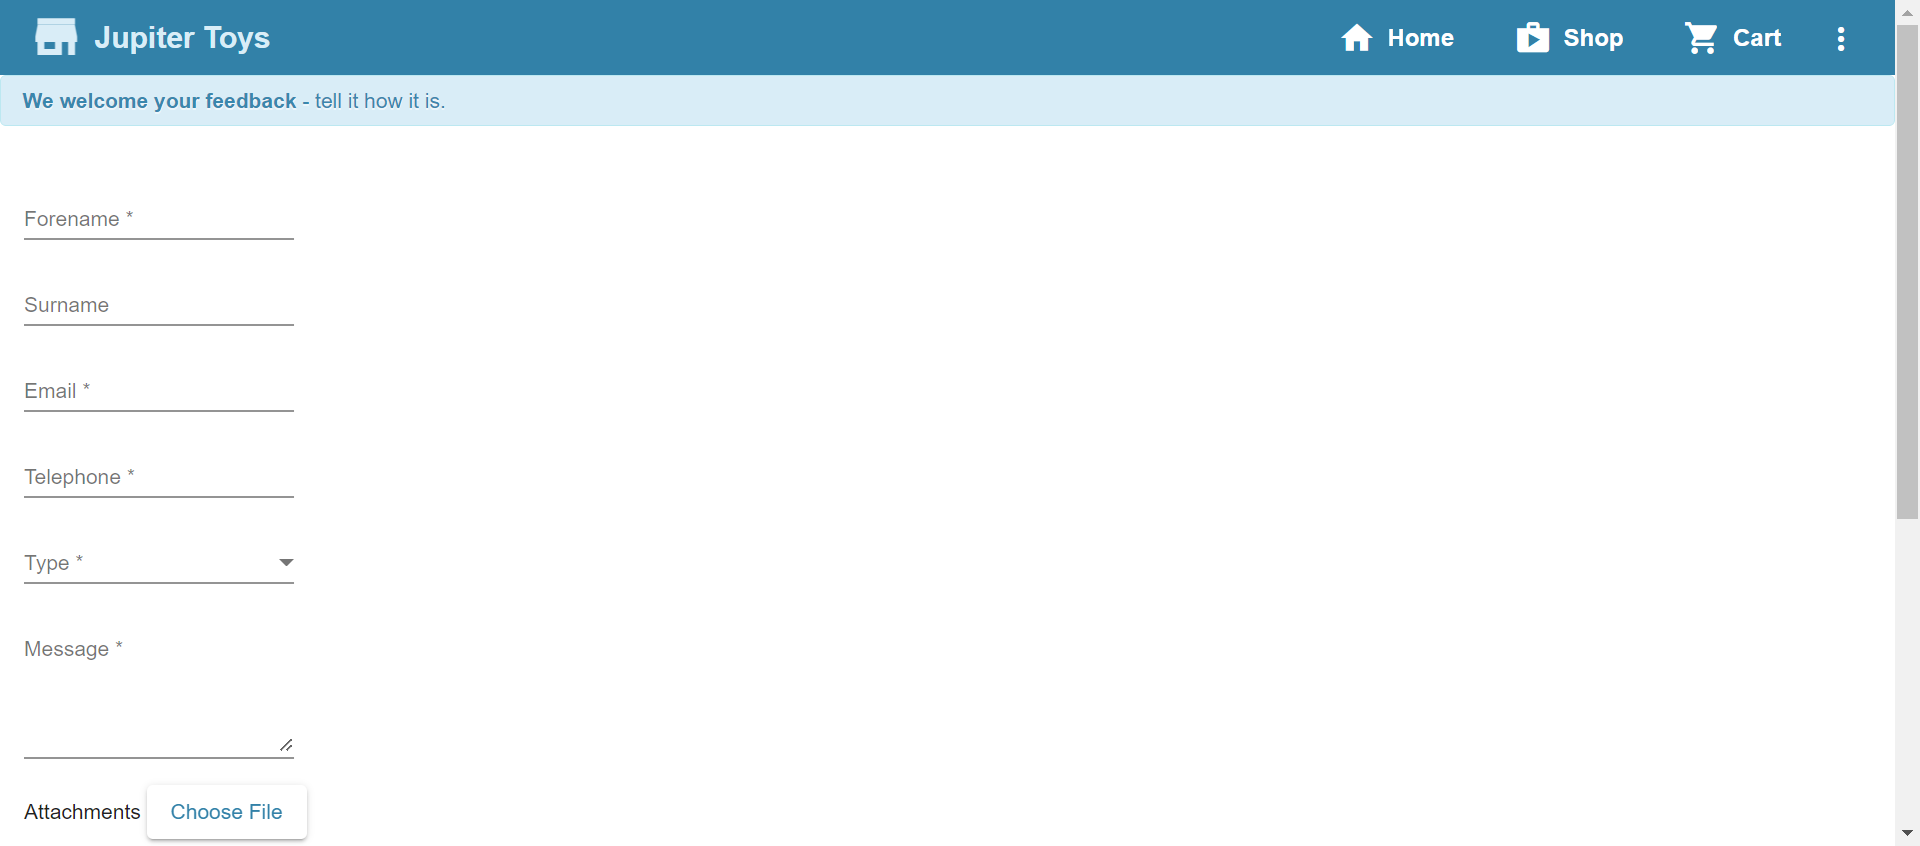 Jupiter Toys
Home
Shop
Cart
We welcome your feedback - tell it how it is.
Forename *
Surname
Email *
Telephone *
Type *
Message *
Attachments
Choose File